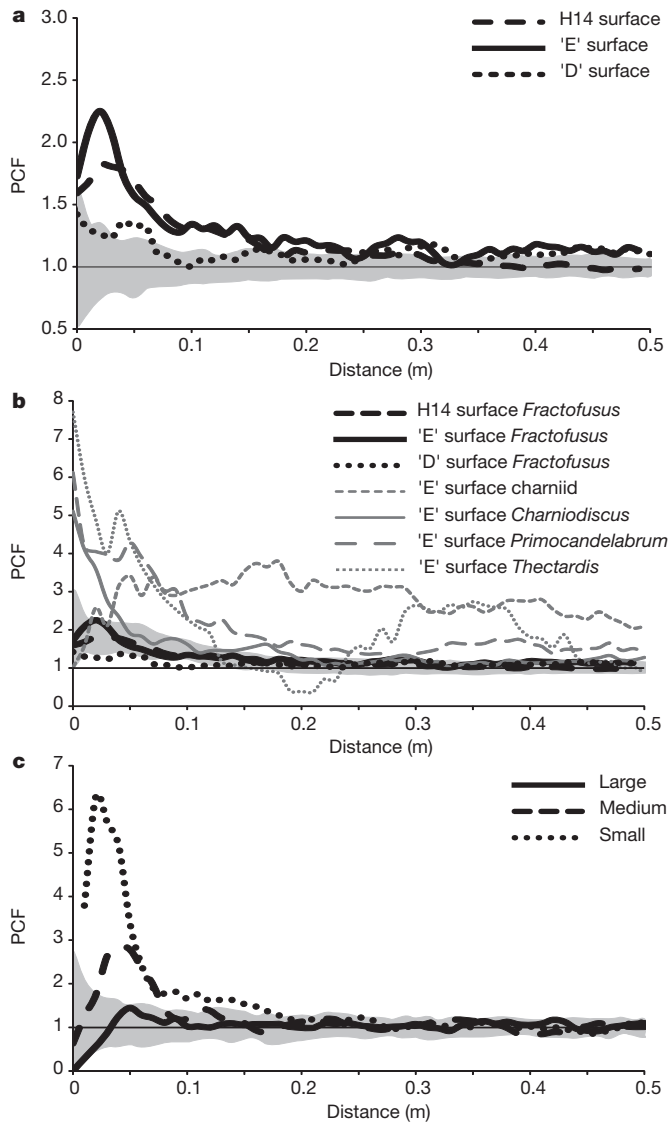 a
3.0
2.5
2.0
1.5
1.0
0.5
PCF
H14 surface
'E' surface
'D' surface
0
0.1
0.2
0.3
0.4
0.5
Distance (m)
b
8
7
6
5
4
3
2
1
0
PCF
H14 surface Fractofusus
'E' surface Fractofusus
'D' surface Fractofusus
'E' surface charniid
'E' surface Charniodiscus
'E' surface Primocandelabrum
'E' surface Thectardis
0
0.1
0.2
0.3
0.4
0.5
Distance (m)
c
7
6
5
4
3
2
1
0
PCF
Large
Medium
Small
0
0.1
0.2
0.3
0.4
0.5
Distance (m)